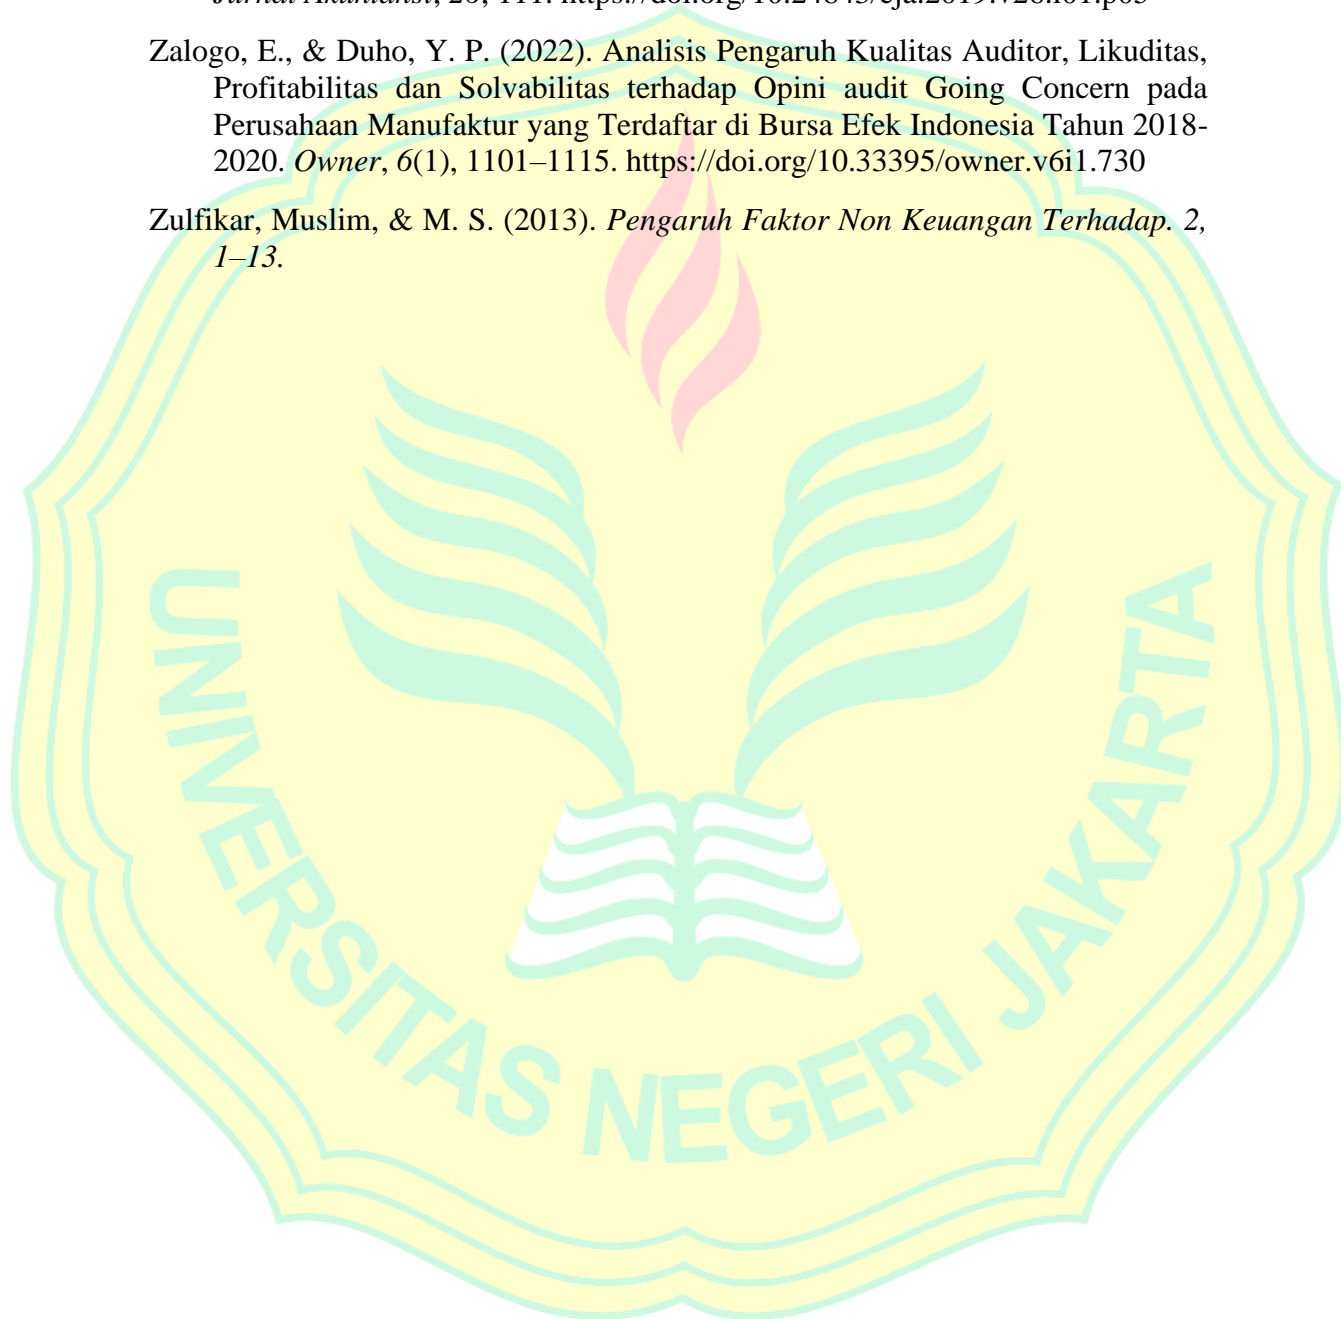 Zalogo, E., & Duho, Y. P. (2022). Analisis Pengaruh Kualitas Auditor, Likuditas,
Profitabilitas dan Solvabilitas terhadap Opini audit Going Concern pada
Perusahaan Manufaktur yang Terdaftar di Bursa Efek Indonesia Tahun 2018-
2020. Owner, 6(1), 1101–1115. https://doi.org/10.33395/owner.v6i1.730
Zulfikar, Muslim, & M. S. (2013). Pengaruh Faktor Non Keuangan Terhadap. 2,
1–13.
UNIVERSITAS NEGERI JAKARTA